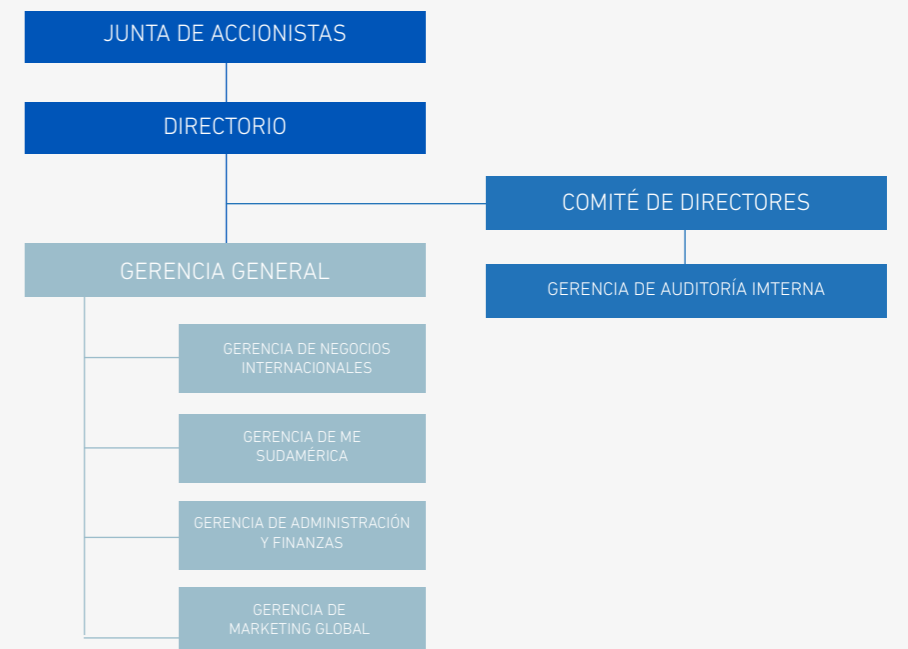 JUNTA DE ACCIONISTAS
DIRECTORIO
COMITÉ DE DIRECTORES
GERENCIA GENERAL
GERENCIA DE AUDITORÍA IMTERNA
GERENCIA DE NEGOCIOS
INTERNACIONALES
GERENCIA DE ME
SUDAMÉRICA
GERENCIA DE ADMINISTRACIÓN
Y FINANZAS
GERENCIA DE
MARKETING GLOBAL